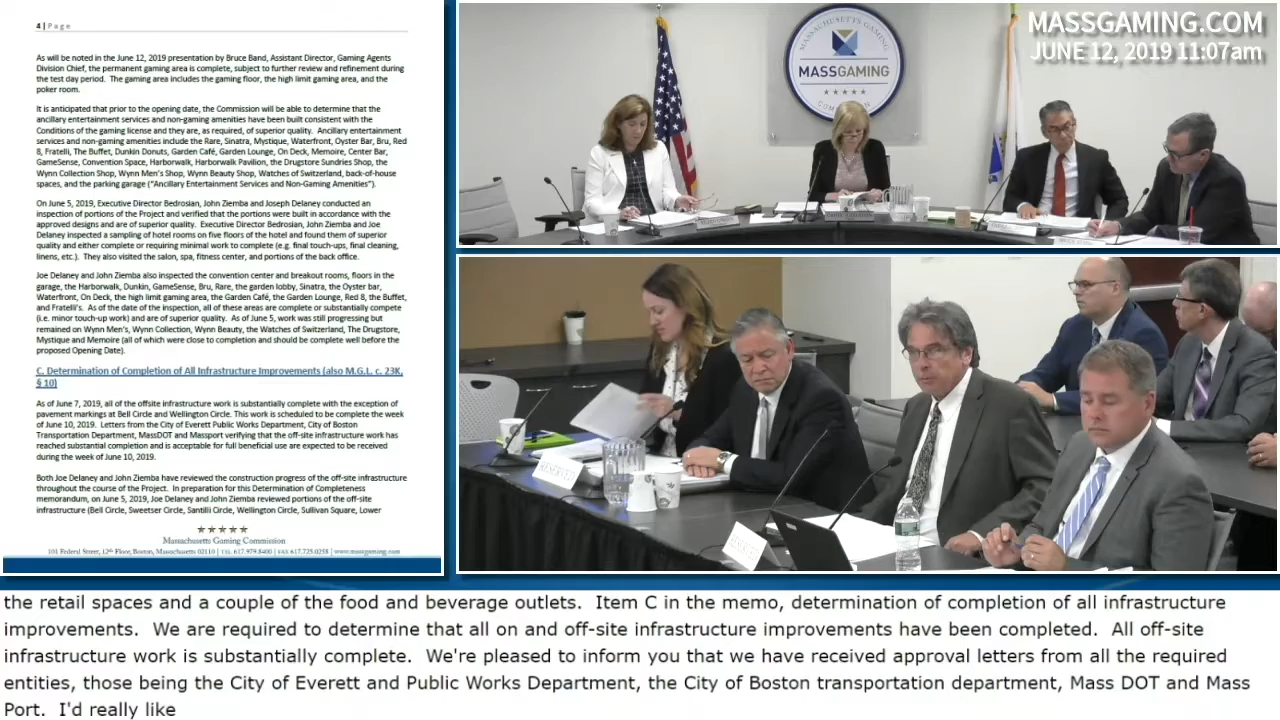 4 | Page
As will be noted in the June 12, 2019 presentation by Bruce Band, Assistant Director, Gaming Agents
Division Chief, the permanent gaming area is complete, subject to further review and refinement during
the test day period. The gaming area includes the gaming floor, the high limit gaming area, and the
poker room.
It is anticipated that prior to the opening date, the Commission will be able to determine that the
ancillary entertainment services and non-gaming amenities have been built consistent with the
Conditions of the gaming license and they are, as required, of superior quality. Ancillary entertainment
services and non-gaming amenities include the Rare, Sinatra, Mystique, Waterfront, Oyster Bar, Bru, Red
8, Fratelli, The Buffet, Dunkin Donuts, Garden Café, Garden Lounge, On Deck, Memoire, Center Bar,
GameSense, Convention Space, Harborwalk, Harborwalk Pavilion, the Drugstore Sundries Shop, the
Wynn Collection Shop, Wynn Men's Shop, Wynn Beauty Shop, Watches of Switzerland, back-of-house
spaces, and the parking garage ("Ancillary Entertainment Services and Non-Gaming Amenities").
On June 5, 2019, Executive Director Bedrosian, John Ziemba and Joseph Delaney conducted an
inspection of portions of the Project and verified that the portions were built in accordance with the
approved designs and are of superior quality. Executive Director Bedrosian, John Ziemba and Joe
Delaney inspected a sampling of hotel rooms on five floors of the hotel and found them of superior
quality and either complete or requiring minimal work to complete (e.g. final touch-ups, final cleaning,
linens, etc.). They also visited the salon, spa, fitness center, and portions of the back office.
Joe Delaney and John Ziemba also inspected the convention center and breakout rooms, floors in the
garage, the Harborwalk, Dunkin, GameSense, Bru, Rare, the garden lobby, Sinatra, the Oyster bar,
Waterfront, On Deck, the high limit gaming area, the Garden Café, the Garden Lounge, Red 8, the Buffet,
and Fratelli's. As of the date of the inspection, all of these areas are complete or substantially compete
(i.e. minor touch-up work) and are of superior quality. As of June 5, work was still progressing but
remained on Wynn Men's, Wynn Collection, Wynn Beauty, the Watches of Switzerland, The Drugstore,
Mystique and Memoire (all of which were close to completion and should be complete well before the
proposed Opening Date).
C. Determination of Completion of All Infrastructure Improvements (also M.G.L. c. 23K,
§ 10)
As of June 7, 2019, all of the offsite infrastructure work is substantially complete with the exception of
pavement markings at Bell Circle and Wellington Circle. This work is scheduled to be complete the week
of June 10, 2019. Letters from the City of Everett Public Works Department, City of Boston
Transportation Department, MassDOT and Massport verifying that the off-site infrastructure work has
reached substantial completion and is acceptable for full beneficial use are expected to be received
during the week of June 10, 2019.
Both Joe Delaney and John Ziemba have reviewed the construction progress of the off-site infrastructure
throughout the course of the Project. In preparation for this Determination of Completeness
memorandum, on June 5, 2019, Joe Delaney and John Ziemba reviewed portions of the off-site
infrastructure (Bell Circle, Sweetser Circle, Santilli Circle, Wellington Circle, Sullivan Square, Lower
★★★★★
Massachusetts Gaming Commission
101 Federal Street, 12th Floor, Boston, Massachusetts 02110 | TEL 617.979.8400 | FAX 617.725.0258 | www.massgaming.com
MASSGAMING.COM
JUNE 12, 2019 11:07am
MASSACHUSETTS GAMING
MASSGAMING
★★★★★
RESERVED
RESERVED
the retail spaces and a couple of the food and beverage outlets. Item C in the memo, determination of completion of all infrastructure
improvements. We are required to determine that all on and off-site infrastructure improvements have been completed. All off-site
infrastructure work is substantially complete. We're pleased to inform you that we have received approval letters from all the required
entities, those being the City of Everett and Public Works Department, the City of Boston transportation department, Mass DOT and Mass
Port. I'd really like